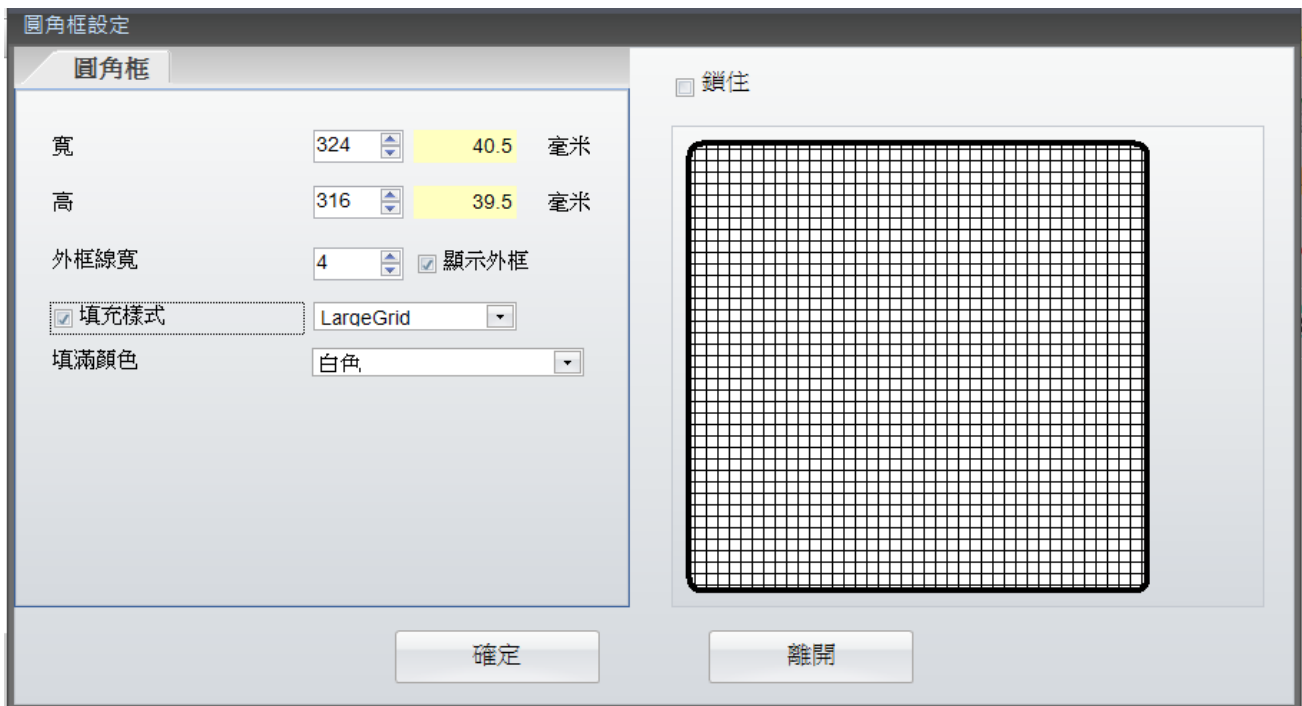 圓角框設定
圓角框
鎖住
寬 324 40.5 毫米
高 316 39.5 毫米
外框線寬 4 顯示外框
填充樣式 LargeGrid
填滿顏色 白色
確定 離開